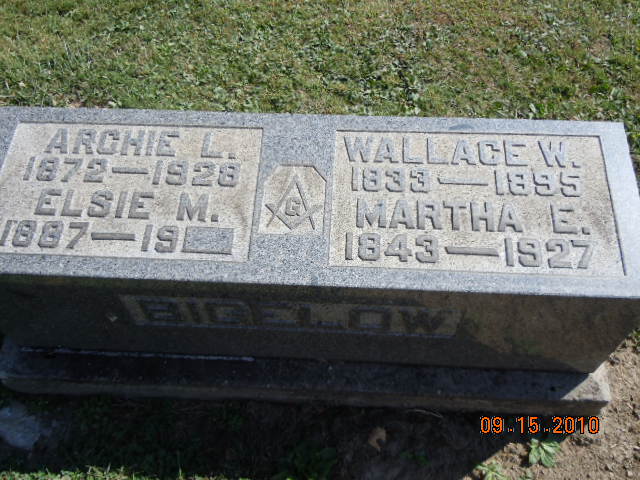 ARCHIE L.
1872—1928
ELSIE M.
1887—19
G
WALLACE W.
1833—1895
MARTHA E.
1843—1927
BIGELOW
09.15.2010